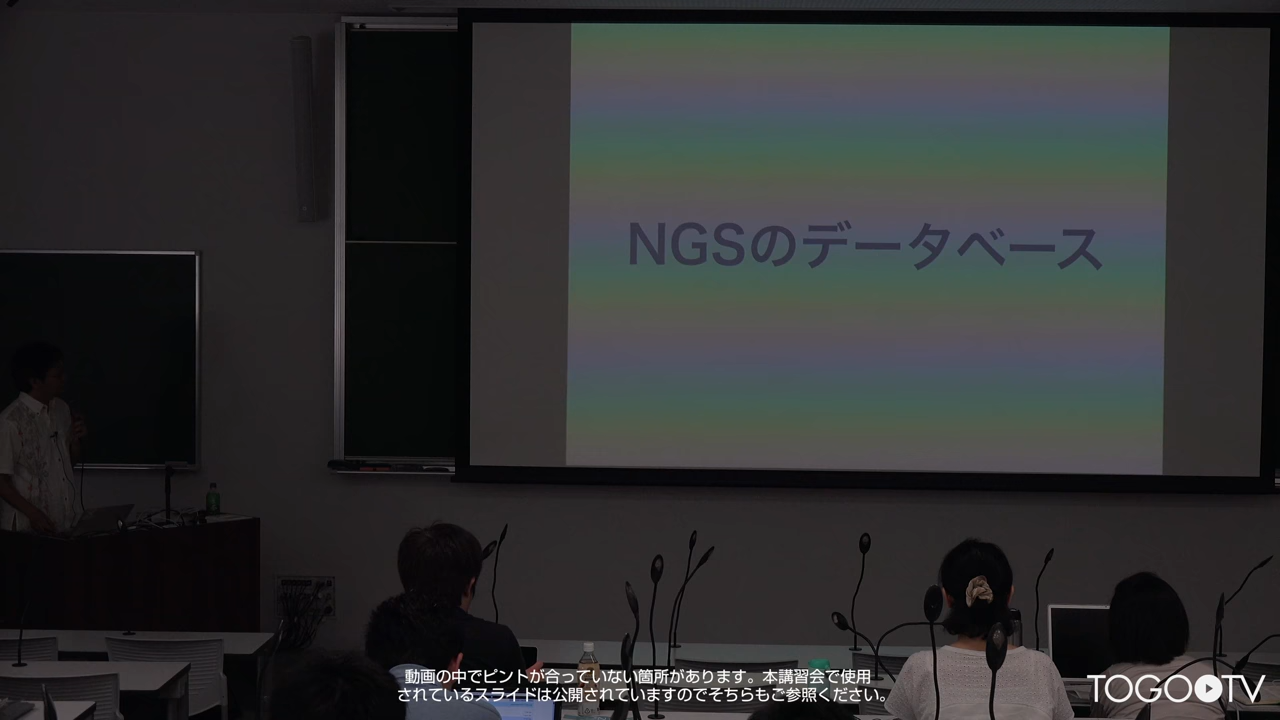 NGSのデータベース
動画の中でピントが合っていない箇所があります。本講習会で使用
されているスライドは公開されていますのでそちらもご参照ください。
TOGOTV